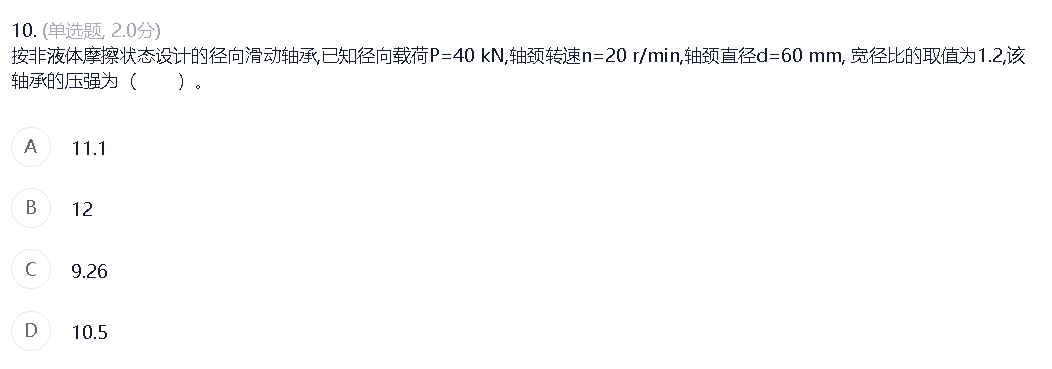 10. (单选题, 2.0分)
按非液体摩擦状态设计的径向滑动轴承,已知径向载荷P=40 kN,轴颈转速n=20 r/min,轴颈直径d=60 mm, 宽径比的取值为1.2,该
轴承的压强为（ ）。
A 11.1
B 12
C 9.26
D 10.5